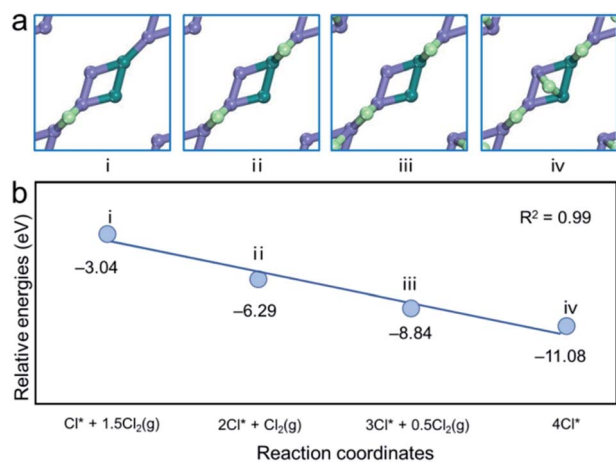 a
i
ii
iii
iv
b
Relative energies (eV)
i
ii
iii
iv
R² = 0.99
−3.04
−6.29
−8.84
−11.08
Cl* + 1.5Cl₂(g)
2Cl* + Cl₂(g)
3Cl* + 0.5Cl₂(g)
4Cl*
Reaction coordinates